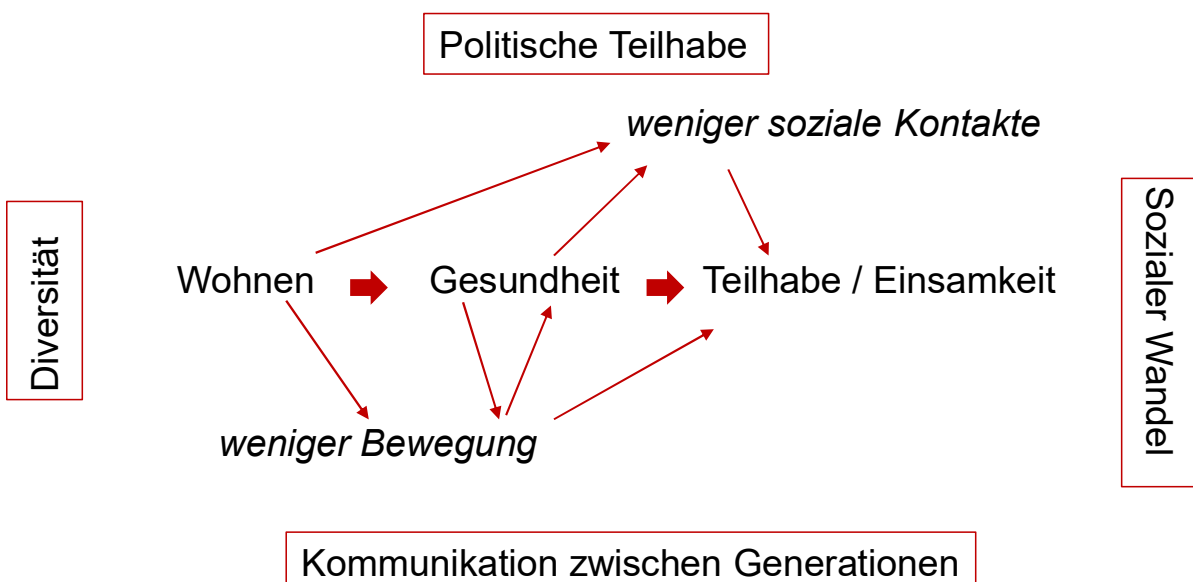 Politische Teilhabe
weniger soziale Kontakte
Diversität
Sozialer Wandel
Wohnen
Gesundheit
Teilhabe / Einsamkeit
weniger Bewegung
Kommunikation zwischen Generationen